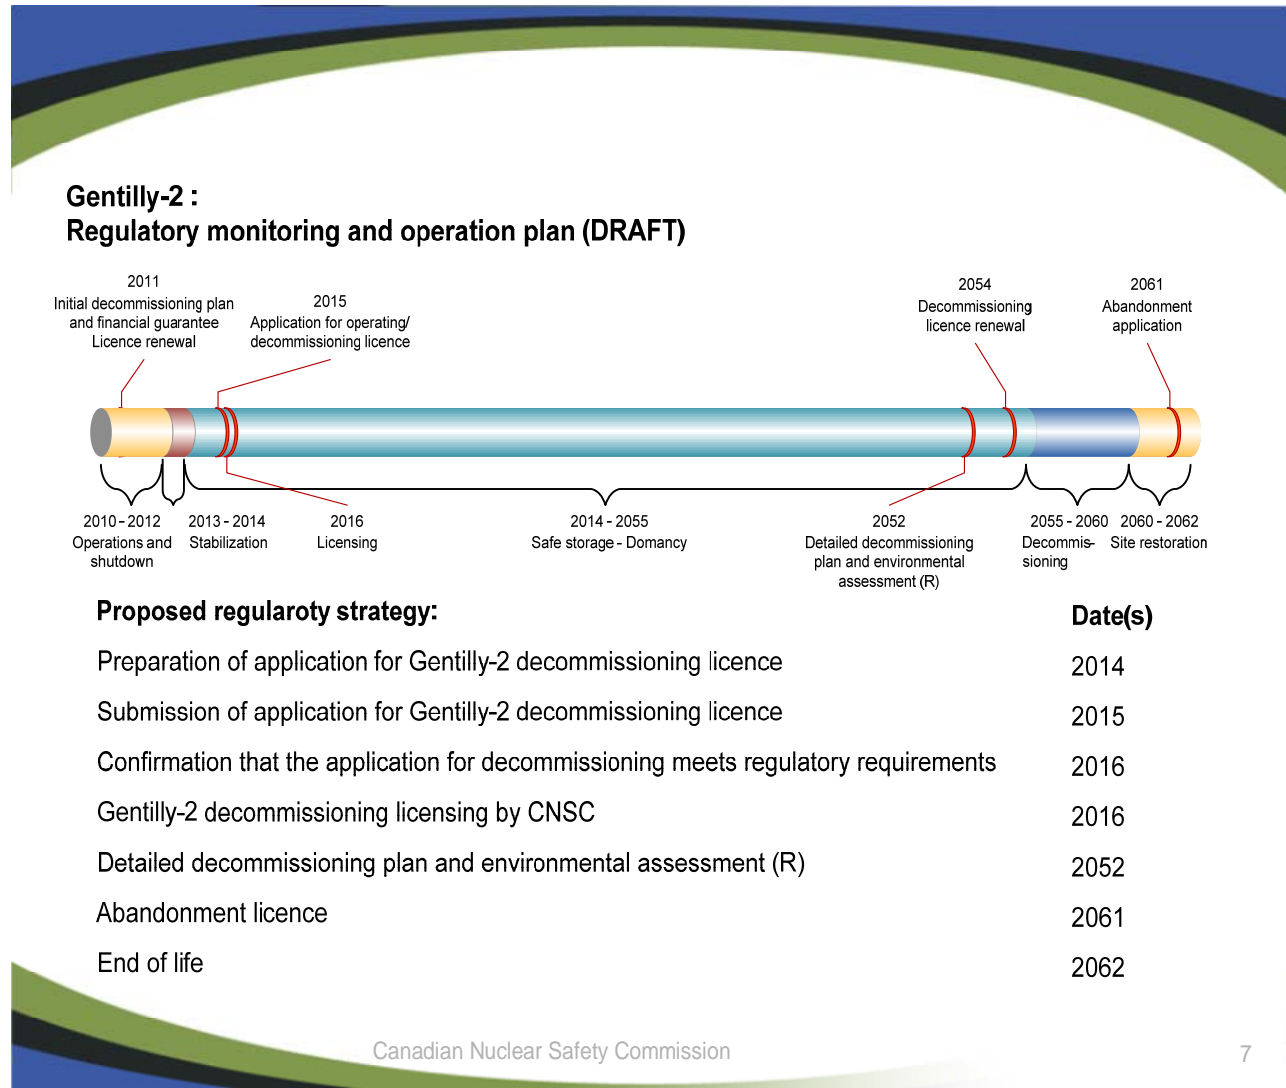 Gentilly-2 :
Regulatory monitoring and operation plan (DRAFT)
2011
Initial decommissioning plan
and financial guarantee
Licence renewal
2015
Application for operating/
decommissioning licence
2054
Decommissioning
licence renewal
2061
Abandonment
application
2010 - 2012
Operations and
shutdown
2013 - 2014
Stabilization
2016
Licensing
2014 - 2055
Safe storage - Domancy
2052
Detailed decommissioning
plan and environmental
assessment (R)
2055 - 2060
Decommis-
sioning
2060 - 2062
Site restoration
Proposed regularoty strategy: Date(s)
Preparation of application for Gentilly-2 decommissioning licence 2014
Submission of application for Gentilly-2 decommissioning licence 2015
Confirmation that the application for decommissioning meets regulatory requirements 2016
Gentilly-2 decommissioning licensing by CNSC 2016
Detailed decommissioning plan and environmental assessment (R) 2052
Abandonment licence 2061
End of life 2062
Canadian Nuclear Safety Commission 7